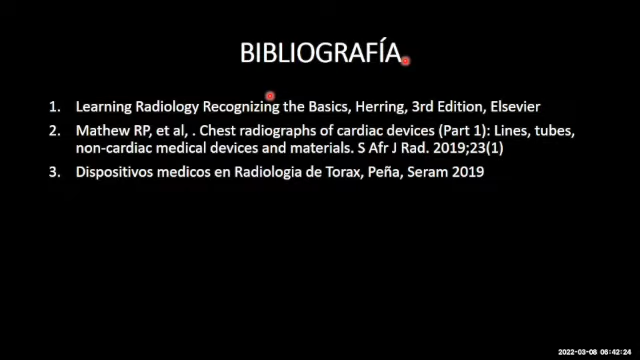 BIBLIOGRAFÍA.
1. Learning Radiology Recognizing the Basics, Herring, 3rd Edition, Elsevier
2. Mathew RP, et al, . Chest radiographs of cardiac devices (Part 1): Lines, tubes,
non-cardiac medical devices and materials. S Afr J Rad. 2019;23(1)
3. Dispositivos medicos en Radiologia de Torax, Peña, Seram 2019
2022-03-08 06:42:24